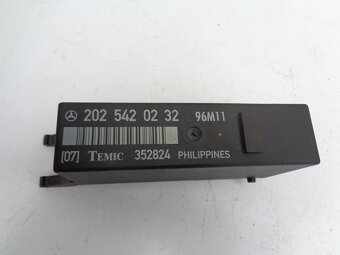 202 542 02 32 96M11
[07] TEMIC 352824 PHILIPPINES